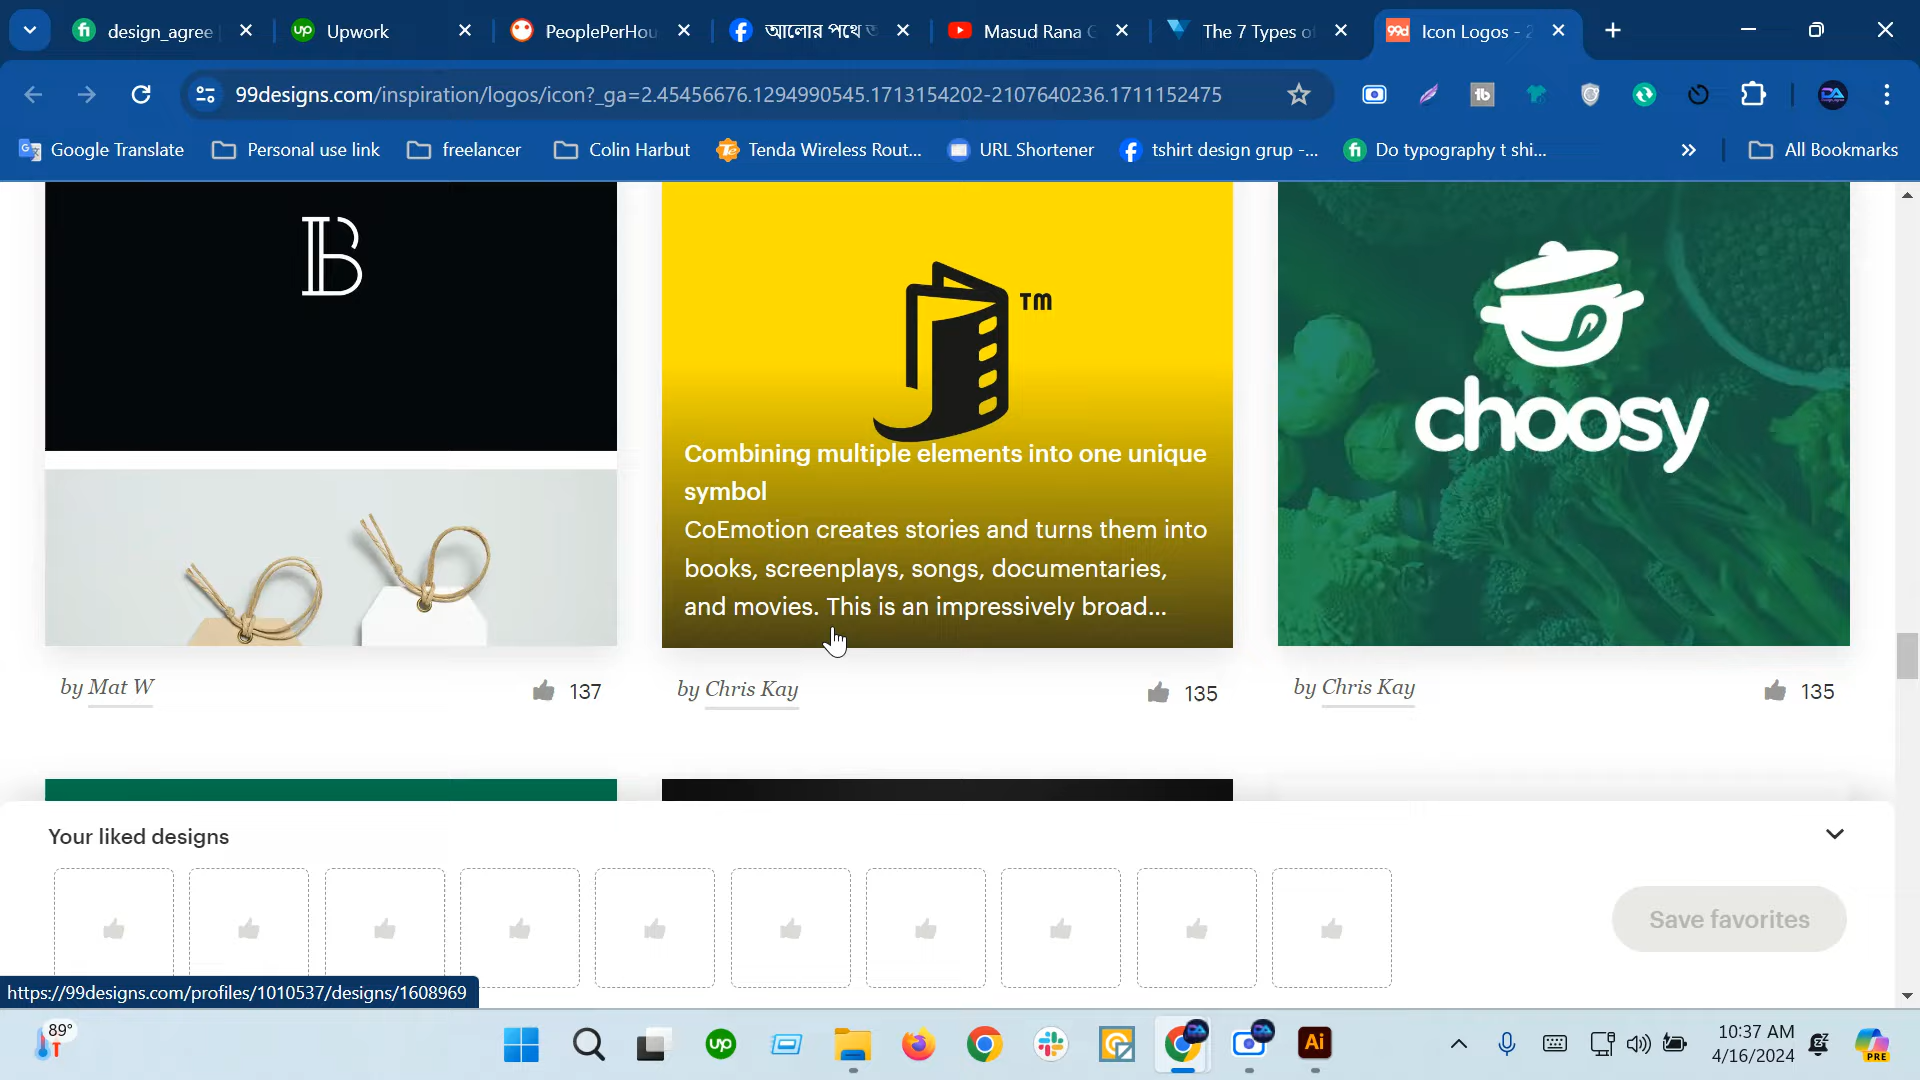 design_agree
Upwork
PeoplePerHou
আলোর পথে
Masud Rana
The 7 Types of
Icon Logos -
99designs.com/inspiration/logos/icon?_ga=2.45456676.1294990545.1713154202-2107640236.1711152475
Google Translate
Personal use link
freelancer
Colin Harbut
Tenda Wireless Rout...
URL Shortener
tshirt design grup -...
Do typography t shi...
All Bookmarks
B
TM
Combining multiple elements into one unique
symbol
CoEmotion creates stories and turns them into
books, screenplays, songs, documentaries,
and movies. This is an impressively broad...
choosy
by Mat W
137
by Chris Kay
135
by Chris Kay
135
Your liked designs
Save favorites
https://99designs.com/profiles/1010537/designs/1608969
89°
10:37 AM
4/16/2024
PRE